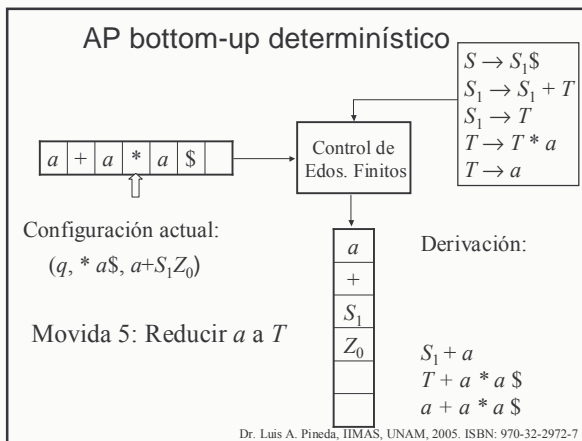 AP bottom-up determinístico
S → S₁$
S₁ → S₁ + T
S₁ → T
T → T * a
T → a
a + a * a $
Control de
Edos. Finitos
Configuración actual:
(q, * a$, a+S₁Z₀)
Movida 5: Reducir a a T
a
+
S₁
Z₀
Derivación:
S₁ + a
T + a * a $
a + a * a $
Dr. Luis A. Pineda, IIMAS, UNAM, 2005. ISBN: 970-32-2972-7